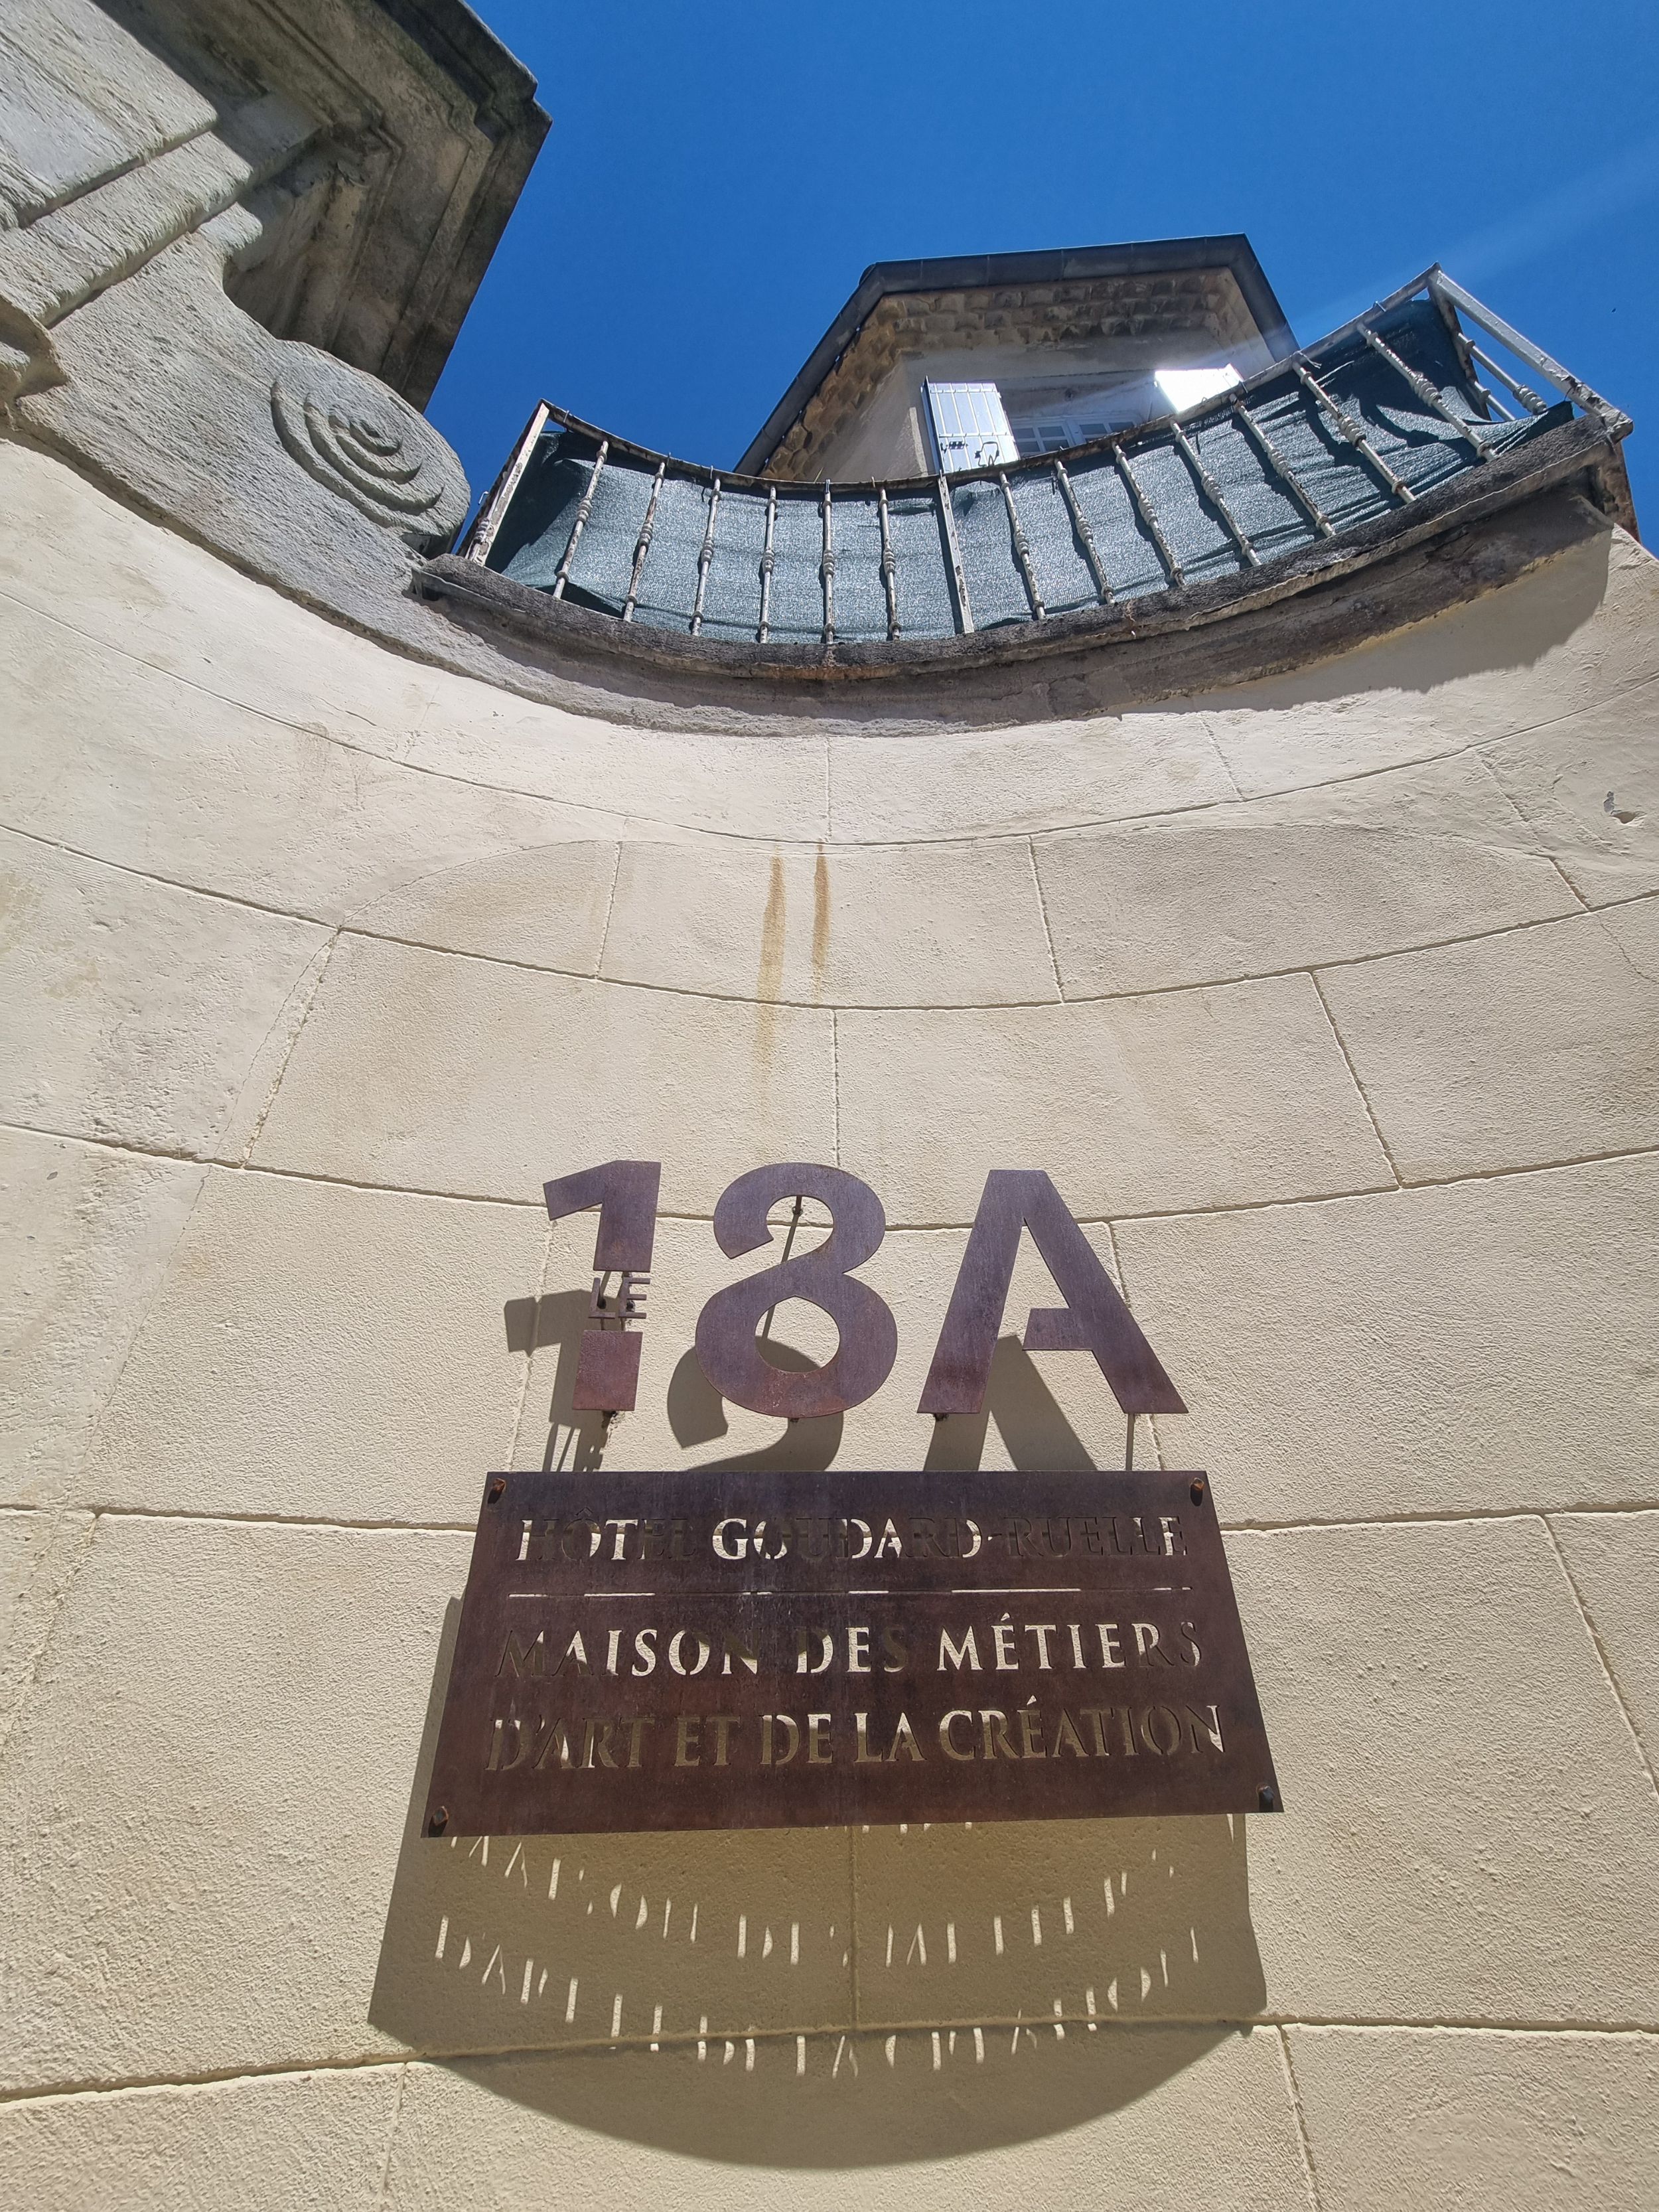 18A
LE
HÔTEL GOUDARD-RUELLE
MAISON DES MÉTIERS
D'ART ET DE LA CRÉATION